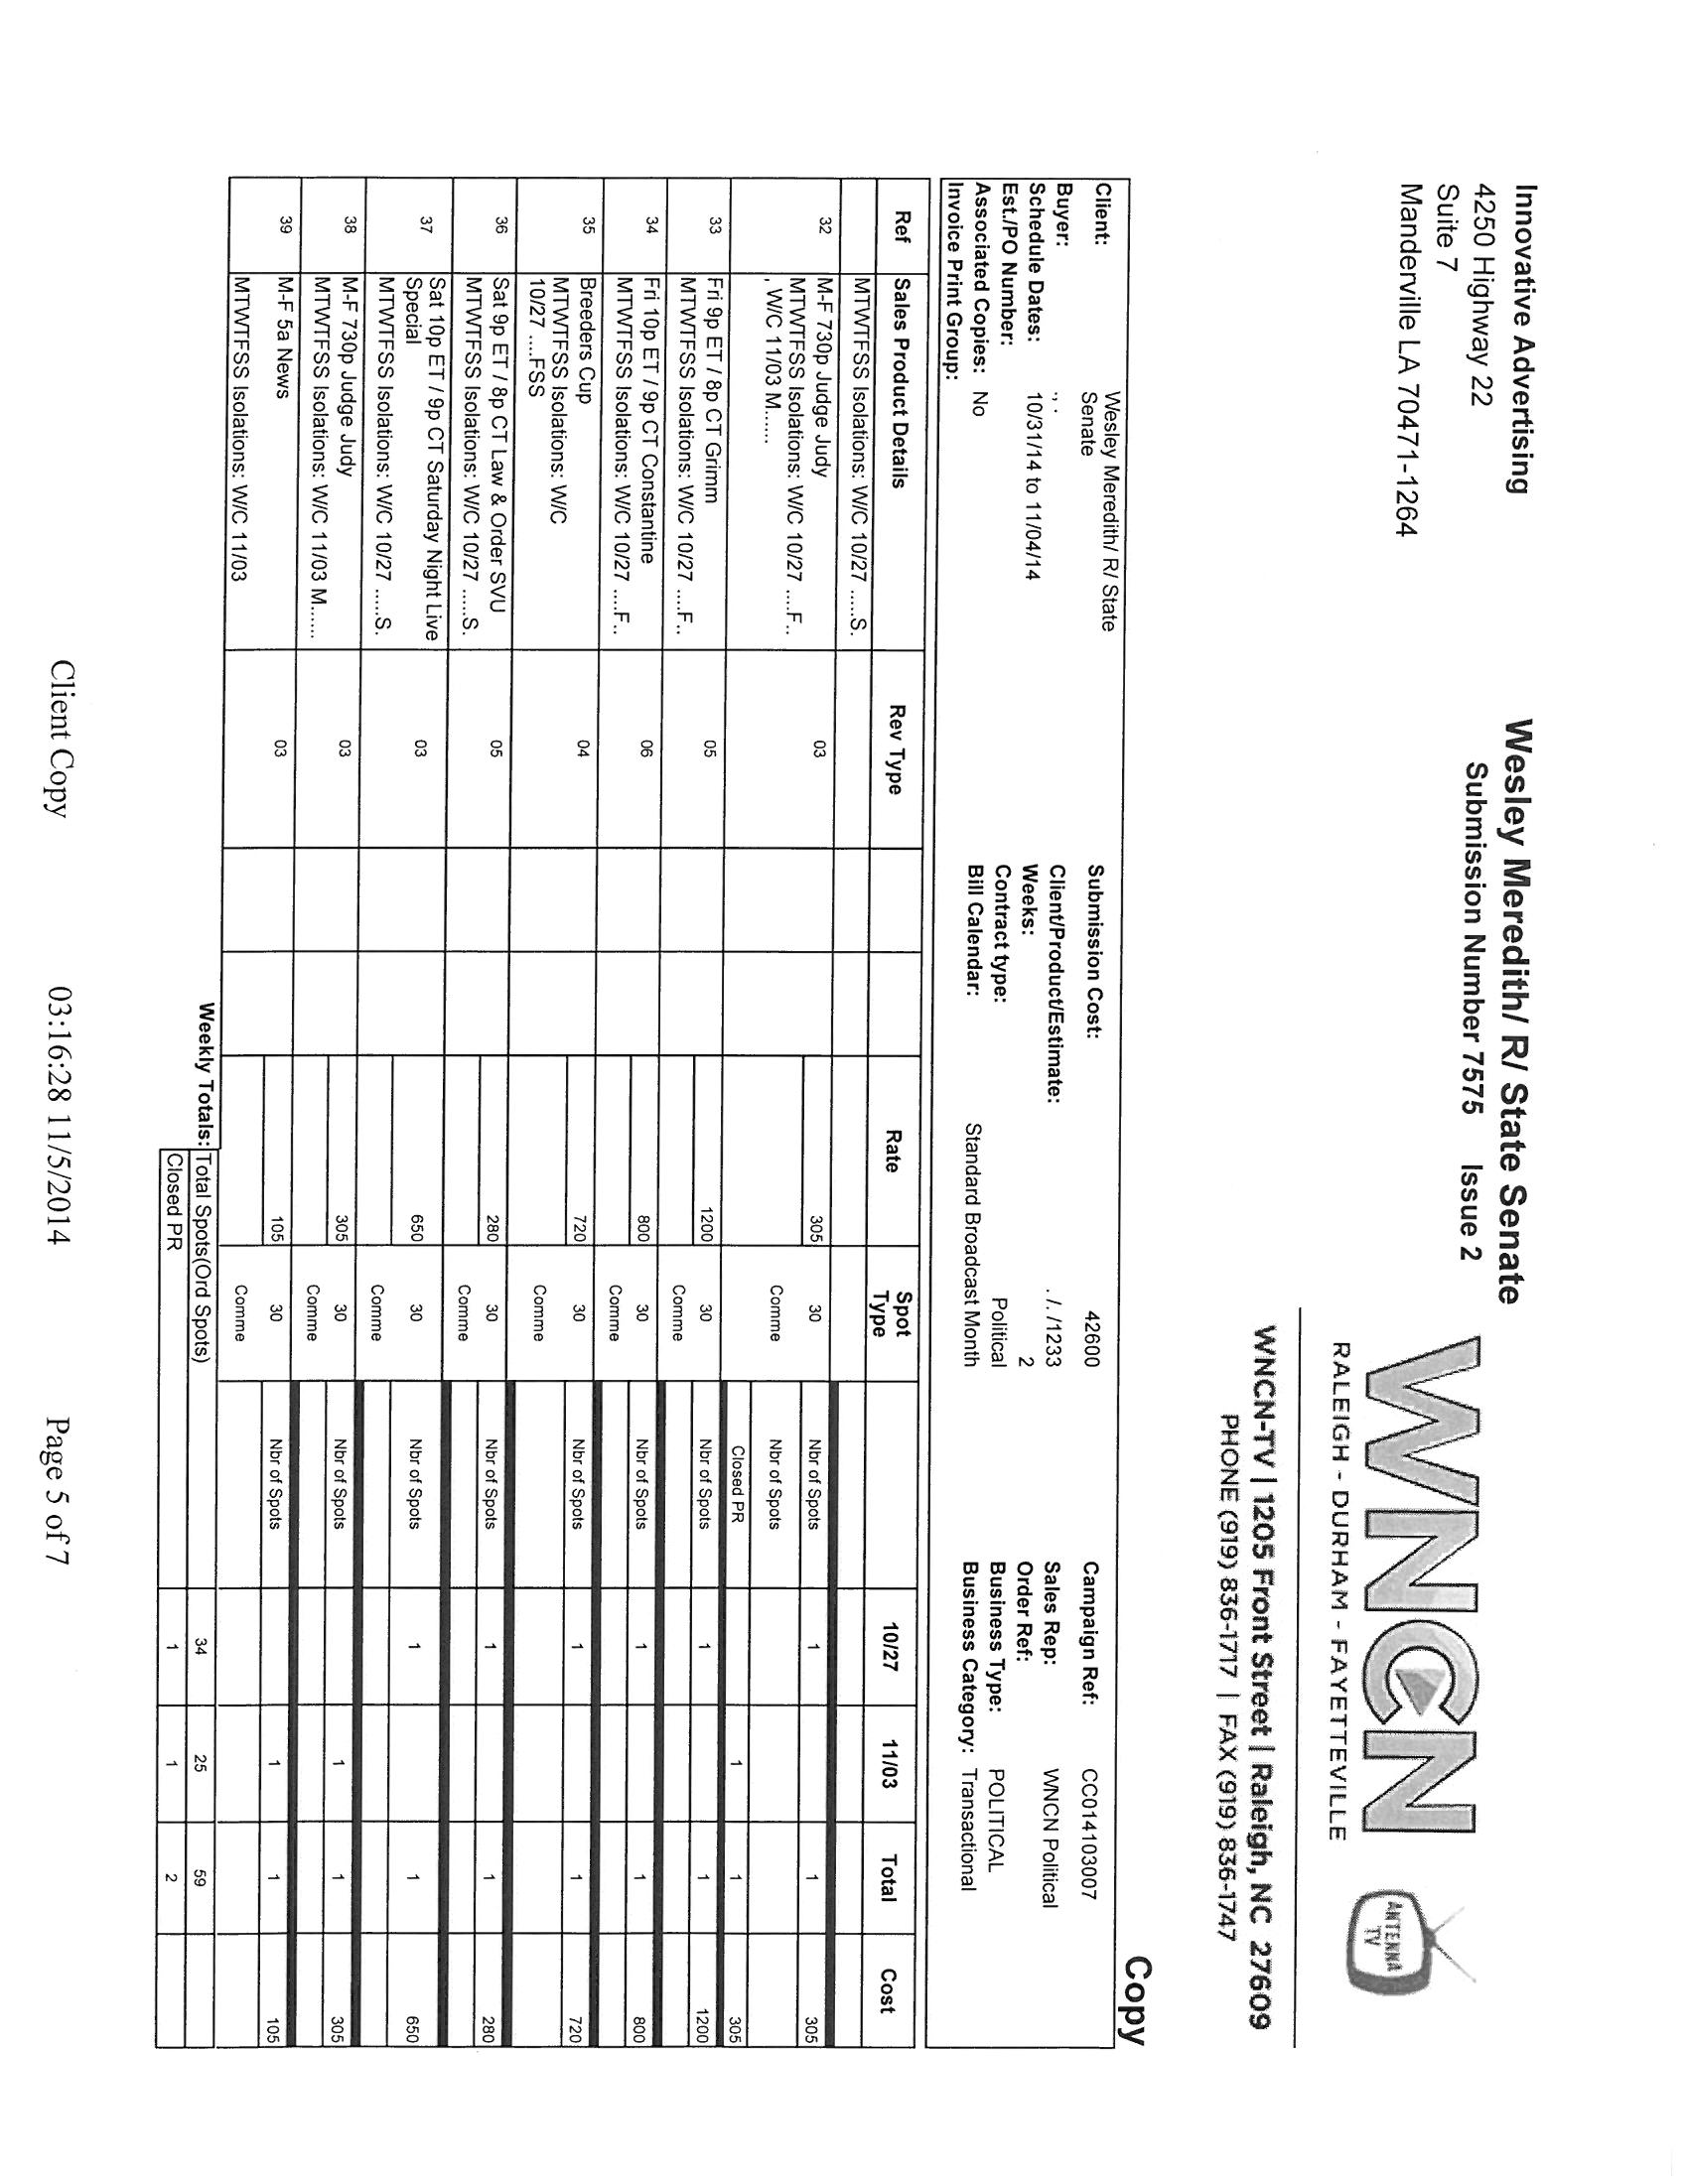 Innovative Advertising
4250 Highway 22
Suite 7
Manderville LA 70471-1264
Wesley Meredith/ R/ State Senate
Submission Number 7575 Issue 2
WNCN
ANTENNA TV
RALEIGH - DURHAM - FAYETTEVILLE
WNCN-TV | 1205 Front Street | Raleigh, NC 27609
PHONE (919) 836-1717 | FAX (919) 836-1747
Copy
Client: Wesley Meredith/ R/ State Senate Submission Cost: 42600 Campaign Ref: CC014103007
Buyer: , . Client/Product/Estimate: . /. /1233 Sales Rep: WNCN Political
Schedule Dates: 10/31/14 to 11/04/14 Weeks: 2 Order Ref:
Est./PO Number: Contract type: Political Business Type: POLITICAL
Associated Copies: No Bill Calendar: Standard Broadcast Month Business Category: Transactional
Invoice Print Group:
Ref Sales Product Details Rev Type Rate Spot Type 10/27 11/03 Total Cost
MTWTFSS Isolations: W/C 10/27 .....S.
32 M-F 730p Judge Judy 03 305 30 Nbr of Spots 1 1 305
MTWTFSS Isolations: W/C 10/27 ....F.. Comme Nbr of Spots
, W/C 11/03 M......
Closed PR 1 1 305
33 Fri 9p ET / 8p CT Grimm 05 1200 30 Nbr of Spots 1 1 1200
MTWTFSS Isolations: W/C 10/27 ....F.. Comme
34 Fri 10p ET / 9p CT Constantine 06 800 30 Nbr of Spots 1 1 800
MTWTFSS Isolations: W/C 10/27 ....F.. Comme
35 Breeders Cup 04 720 30 Nbr of Spots 1 1 720
MTWTFSS Isolations: W/C
10/27 ....FSS Comme
36 Sat 9p ET / 8p CT Law & Order SVU 05 280 30 Nbr of Spots 1 1 280
MTWTFSS Isolations: W/C 10/27 .....S. Comme
37 Sat 10p ET / 9p CT Saturday Night Live
Special 03 650 30 Nbr of Spots 1 1 650
MTWTFSS Isolations: W/C 10/27 .....S. Comme
38 M-F 730p Judge Judy 03 305 30 Nbr of Spots 1 1 305
MTWTFSS Isolations: W/C 11/03 M...... Comme
39 M-F 5a News 03 105 30 Nbr of Spots 1 1 105
MTWTFSS Isolations: W/C 11/03 Comme
Weekly Totals: Total Spots(Ord Spots) 34 25 59
Closed PR 1 1 2
Client Copy 03:16:28 11/5/2014 Page 5 of 7